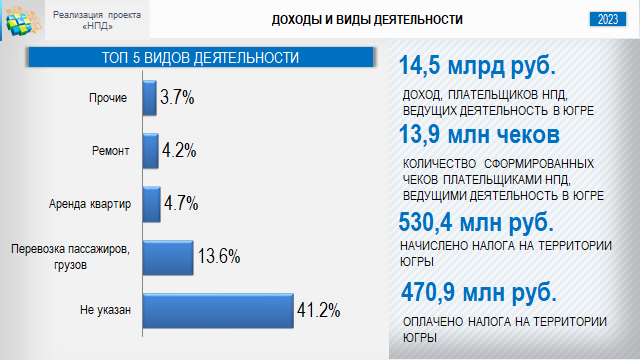 Реализация проекта
«НПД»
ДОХОДЫ И ВИДЫ ДЕЯТЕЛЬНОСТИ
2023
ТОП 5 ВИДОВ ДЕЯТЕЛЬНОСТИ
Прочие 3.7%
Ремонт 4.2%
Аренда квартир 4.7%
Перевозка пассажиров,
грузов 13.6%
Не указан 41.2%
14,5 млрд руб.
ДОХОД, ПЛАТЕЛЬЩИКОВ НПД,
ВЕДУЩИХ ДЕЯТЕЛЬНОСТЬ В ЮГРЕ
13,9 млн чеков
КОЛИЧЕСТВО СФОРМИРОВАННЫХ
ЧЕКОВ ПЛАТЕЛЬЩИКАМИ НПД,
ВЕДУЩИМИ ДЕЯТЕЛЬНОСТЬ В ЮГРЕ
530,4 млн руб.
НАЧИСЛЕНО НАЛОГА НА ТЕРРИТОРИИ
ЮГРЫ
470,9 млн руб.
ОПЛАЧЕНО НАЛОГА НА ТЕРРИТОРИИ
ЮГРЫ